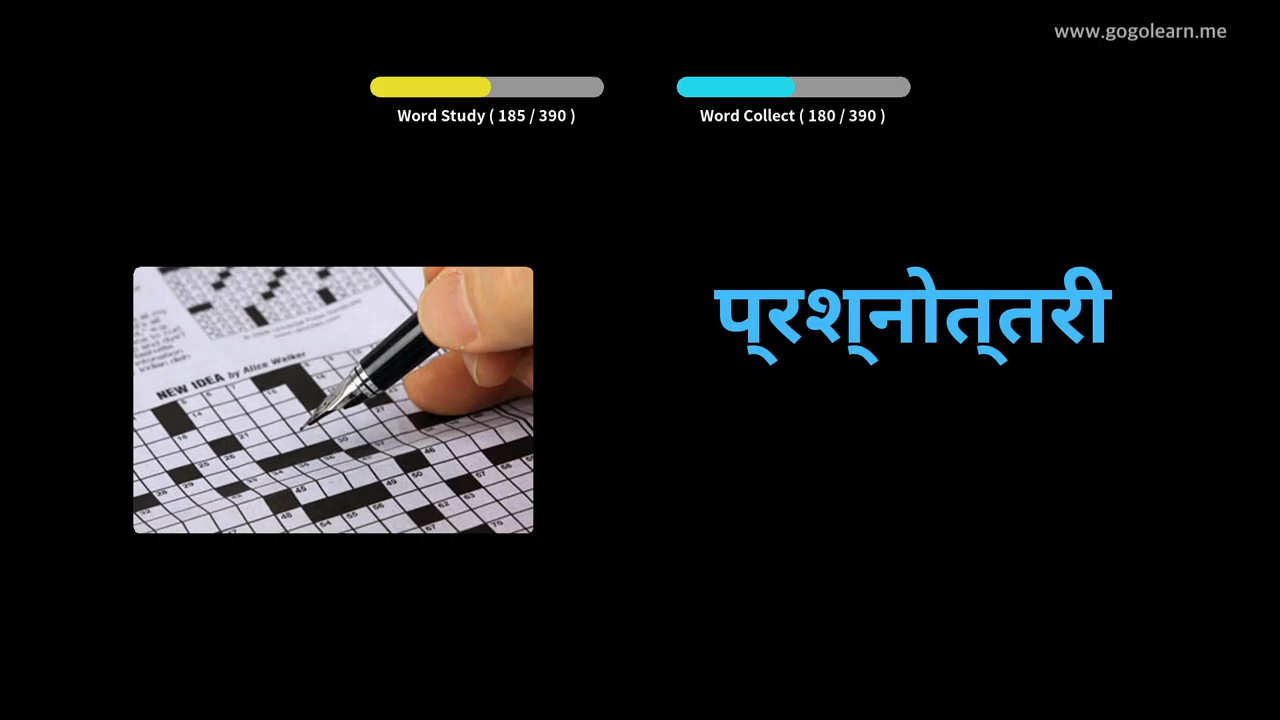 www.gogolearn.me
Word Study ( 185 / 390 )
Word Collect ( 180 / 390 )
प्रश्नोत्तरी
NEW IDEA by Alice Walker